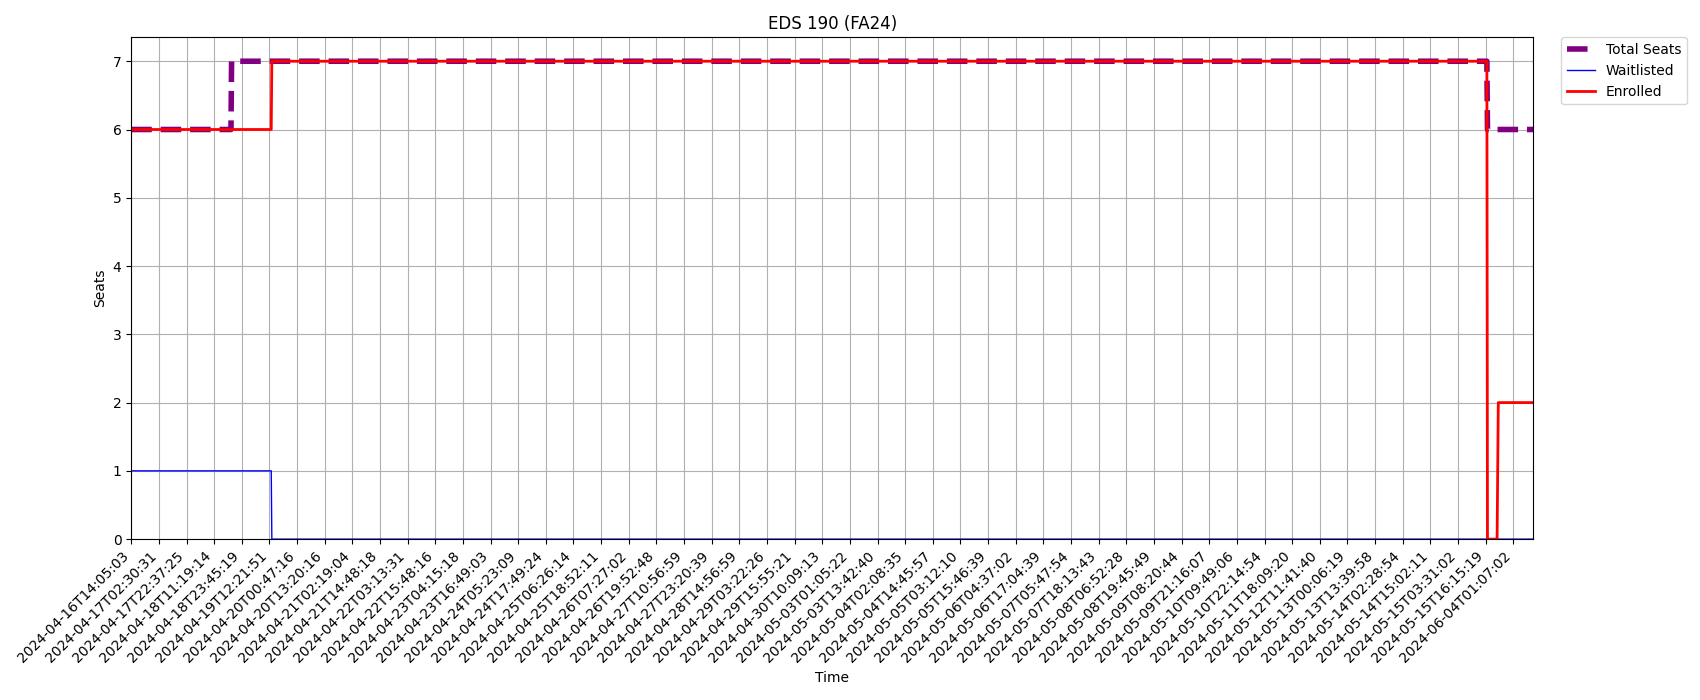 EDS 190 (FA24)
Total Seats
Waitlisted
Enrolled
Seats
7
6
5
4
3
2
1
0
2024-04-16T14:05:03
2024-04-17T02:30:31
2024-04-17T22:37:25
2024-04-18T11:19:14
2024-04-18T23:45:19
2024-04-19T12:21:51
2024-04-20T00:47:16
2024-04-20T13:20:16
2024-04-21T02:19:04
2024-04-21T14:48:18
2024-04-22T03:13:31
2024-04-22T15:48:16
2024-04-23T04:15:18
2024-04-23T16:49:03
2024-04-24T05:23:09
2024-04-24T17:49:24
2024-04-25T06:26:14
2024-04-25T18:52:11
2024-04-26T07:27:02
2024-04-26T19:52:48
2024-04-27T10:56:59
2024-04-27T23:20:39
2024-04-28T14:56:59
2024-04-29T03:22:26
2024-04-29T15:55:21
2024-04-30T10:09:13
2024-05-03T01:05:22
2024-05-03T13:42:40
2024-05-04T02:08:35
2024-05-04T14:45:57
2024-05-05T03:12:10
2024-05-05T15:46:39
2024-05-06T04:37:02
2024-05-06T17:04:39
2024-05-07T05:47:54
2024-05-07T18:13:43
2024-05-08T06:52:28
2024-05-08T19:45:49
2024-05-09T08:20:44
2024-05-09T21:16:07
2024-05-10T09:49:06
2024-05-10T22:14:54
2024-05-11T18:09:20
2024-05-12T11:41:40
2024-05-13T00:06:19
2024-05-13T13:39:58
2024-05-14T02:28:54
2024-05-14T15:02:11
2024-05-15T03:31:02
2024-05-15T16:15:19
2024-06-04T01:07:02
Time